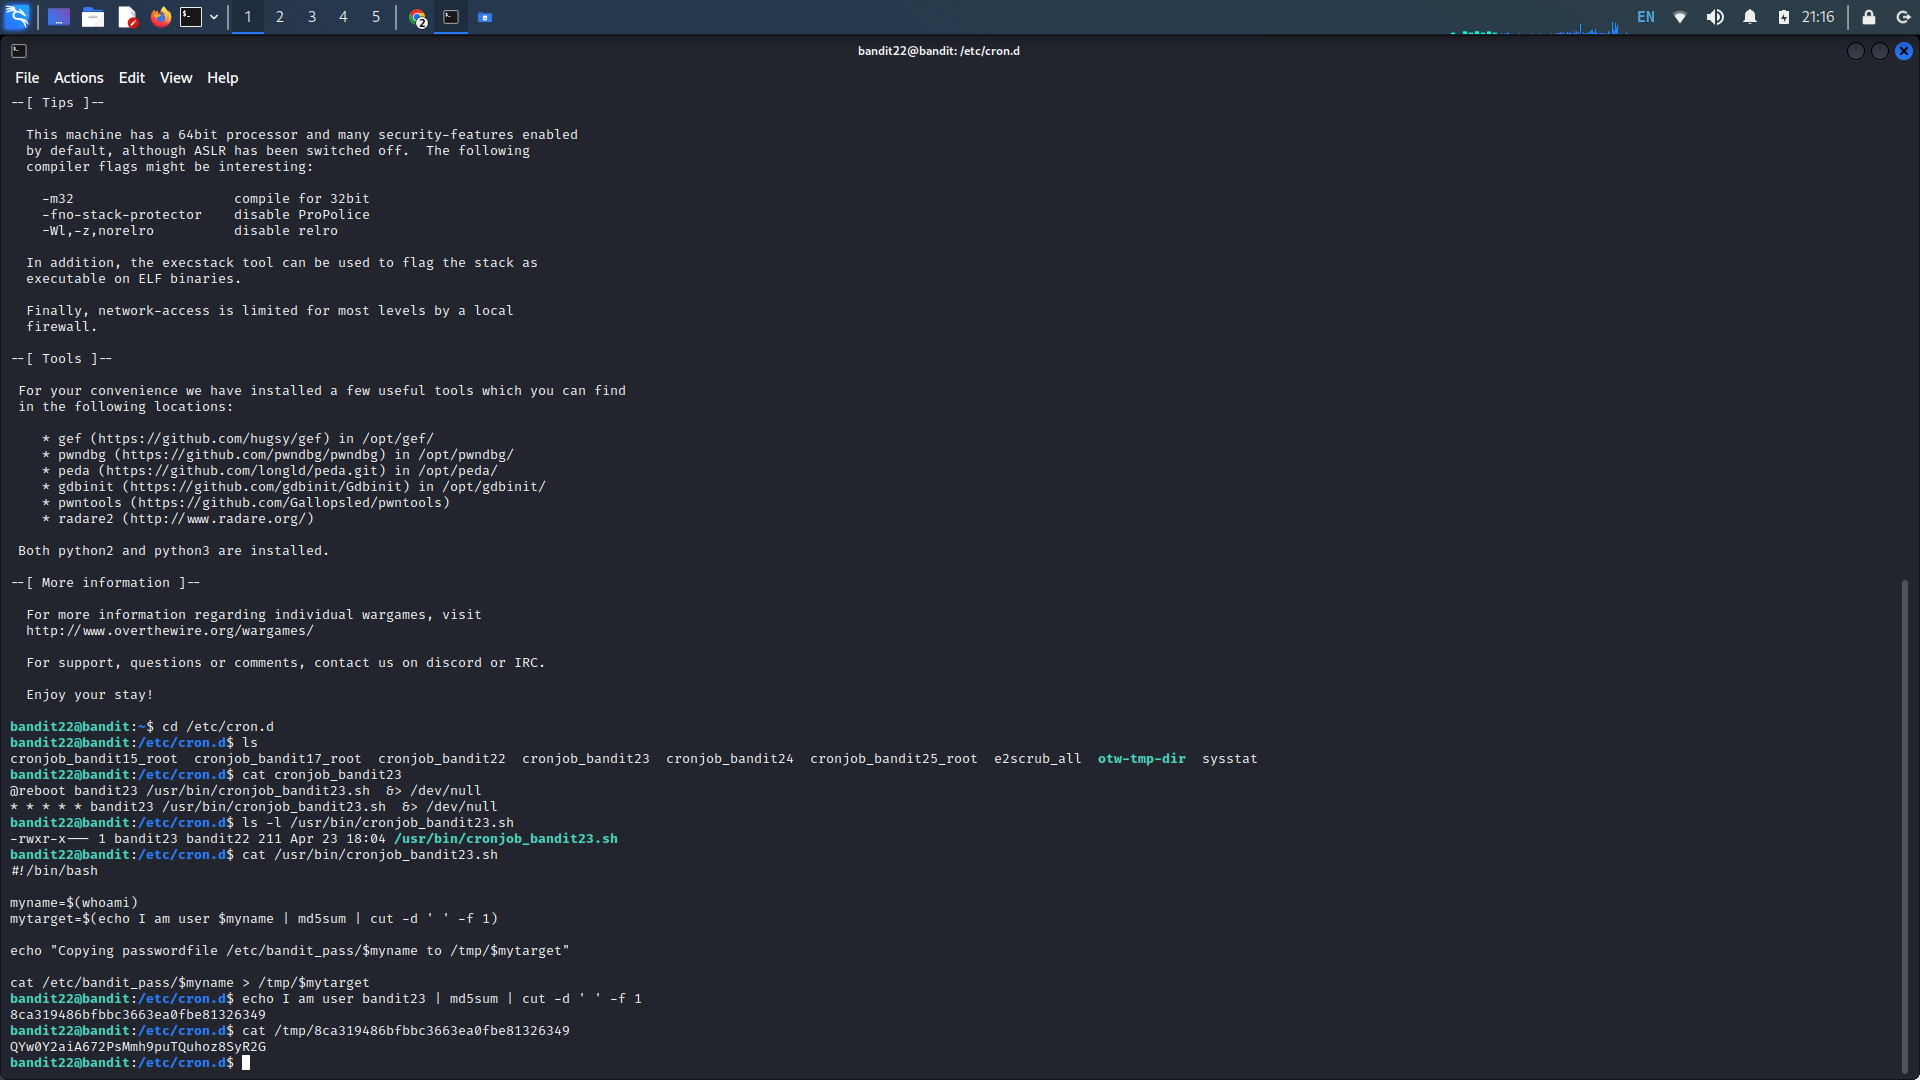 1 2 3 4 5 2 EN 21:16
bandit22@bandit: /etc/cron.d
File Actions Edit View Help
--[ Tips ]--
This machine has a 64bit processor and many security-features enabled
by default, although ASLR has been switched off.  The following
compiler flags might be interesting:
-m32                    compile for 32bit
-fno-stack-protector    disable ProPolice
-Wl,-z,norelro          disable relro
In addition, the execstack tool can be used to flag the stack as
executable on ELF binaries.
Finally, network-access is limited for most levels by a local
firewall.
--[ Tools ]--
For your convenience we have installed a few useful tools which you can find
in the following locations:
* gef (https://github.com/hugsy/gef) in /opt/gef/
* pwndbg (https://github.com/pwndbg/pwndbg) in /opt/pwndbg/
* peda (https://github.com/longld/peda.git) in /opt/peda/
* gdbinit (https://github.com/gdbinit/Gdbinit) in /opt/gdbinit/
* pwntools (https://github.com/Gallopsled/pwntools)
* radare2 (http://www.radare.org/)
Both python2 and python3 are installed.
--[ More information ]--
For more information regarding individual wargames, visit
http://www.overthewire.org/wargames/
For support, questions or comments, contact us on discord or IRC.
Enjoy your stay!
bandit22@bandit:~$ cd /etc/cron.d
bandit22@bandit:/etc/cron.d$ ls
cronjob_bandit15_root  cronjob_bandit17_root  cronjob_bandit22  cronjob_bandit23  cronjob_bandit24  cronjob_bandit25_root  e2scrub_all  otw-tmp-dir  sysstat
bandit22@bandit:/etc/cron.d$ cat cronjob_bandit23
@reboot bandit23 /usr/bin/cronjob_bandit23.sh  &> /dev/null
* * * * * bandit23 /usr/bin/cronjob_bandit23.sh  &> /dev/null
bandit22@bandit:/etc/cron.d$ ls -l /usr/bin/cronjob_bandit23.sh
-rwxr-x--- 1 bandit23 bandit22 211 Apr 23 18:04 /usr/bin/cronjob_bandit23.sh
bandit22@bandit:/etc/cron.d$ cat /usr/bin/cronjob_bandit23.sh
#!/bin/bash
myname=$(whoami)
mytarget=$(echo I am user $myname | md5sum | cut -d ' ' -f 1)
echo "Copying passwordfile /etc/bandit_pass/$myname to /tmp/$mytarget"
cat /etc/bandit_pass/$myname > /tmp/$mytarget
bandit22@bandit:/etc/cron.d$ echo I am user bandit23 | md5sum | cut -d ' ' -f 1
8ca319486bfbbc3663ea0fbe81326349
bandit22@bandit:/etc/cron.d$ cat /tmp/8ca319486bfbbc3663ea0fbe81326349
QYw0Y2aiA672PsMmh9puTQuhoz8SyR2G
bandit22@bandit:/etc/cron.d$